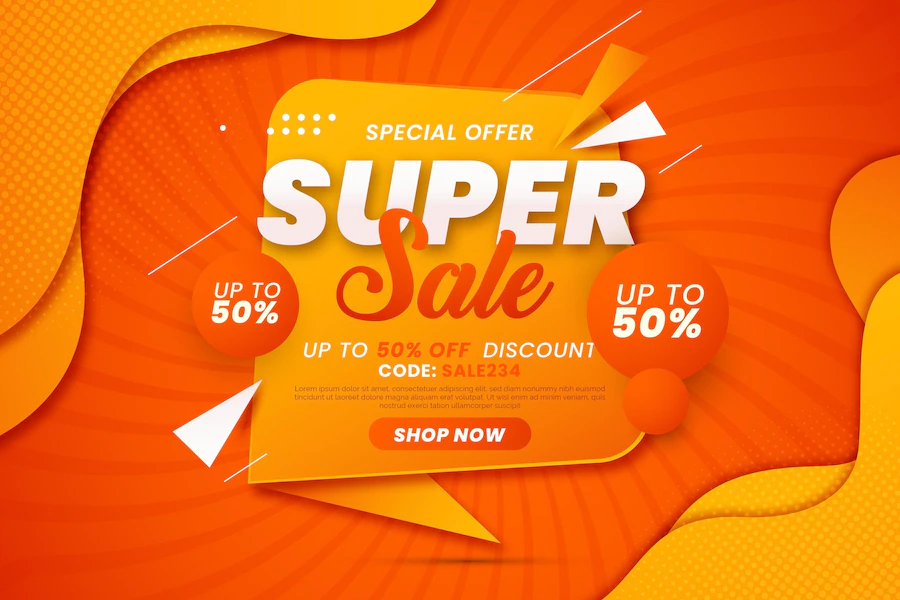 SPECIAL OFFER
SUPER
Sale
UP TO
50%
UP TO
50%
UP TO 50% OFF DISCOUNT
CODE: SALE234
Lorem ipsum dolor sit amet, consectetuer adipiscing elit, sed diam nonummy nibh euismod
tincidunt ut laoreet dolore magna aliquam erat volutpat. Ut wisi enim ad minim veniam, quis
nostrud exerci tation ullamcorper suscipit
SHOP NOW